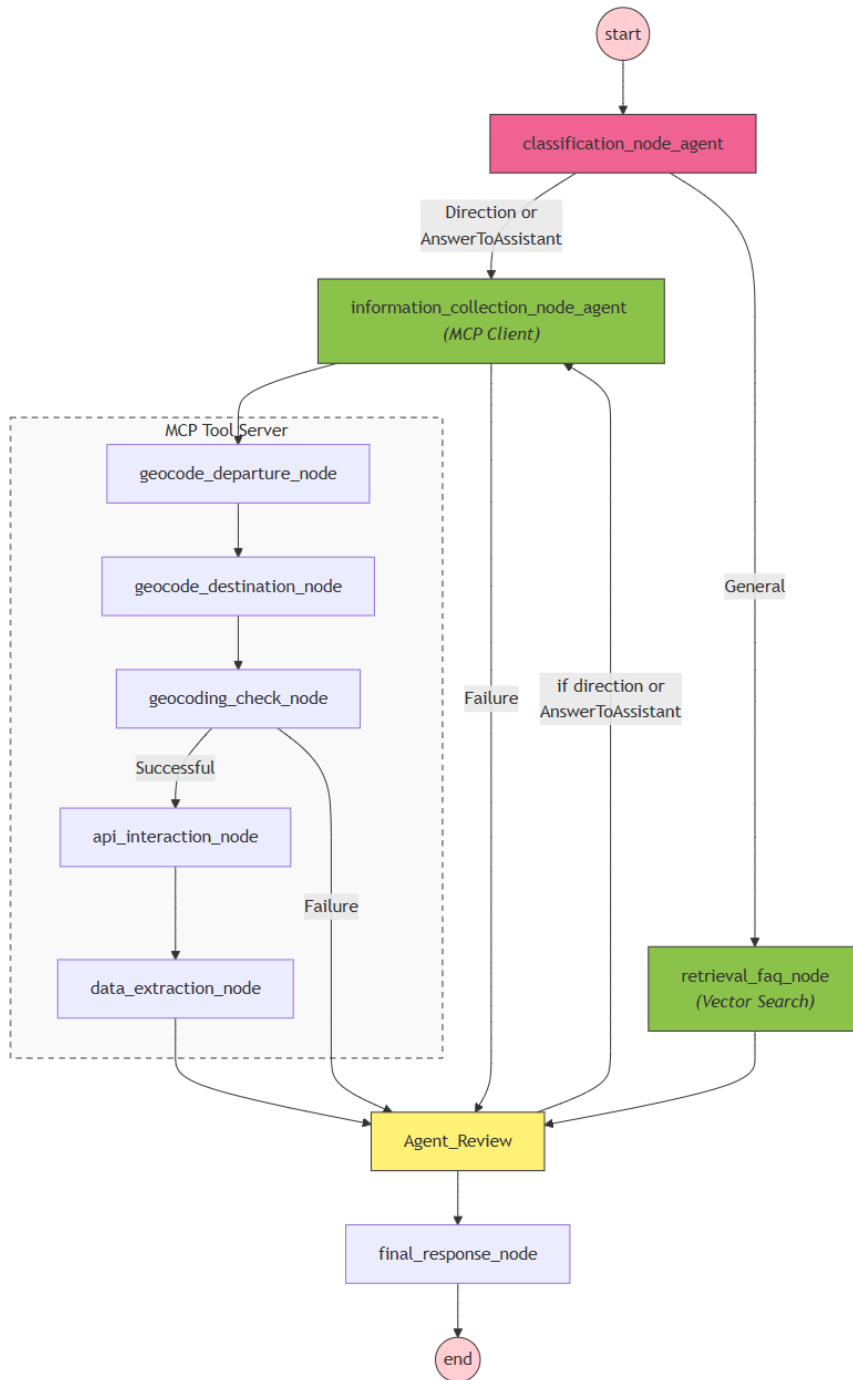 start
classification_node_agent
Direction or
AnswerToAssistant
information_collection_node_agent
(MCP Client)
MCP Tool Server
geocode_departure_node
geocode_destination_node
General
geocoding_check_node
Failure
if direction or
AnswerToAssistant
Successful
api_interaction_node
Failure
data_extraction_node
retrieval_faq_node
(Vector Search)
Agent_Review
final_response_node
end